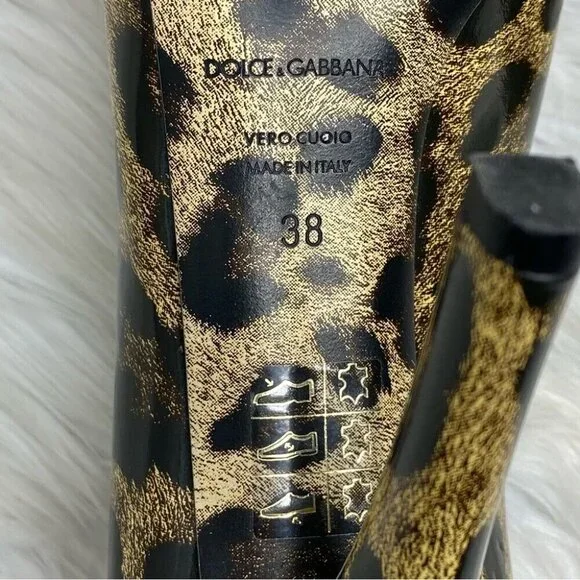 DOLCE & GABBANA
VERO CUOIO
MADE IN ITALY
38